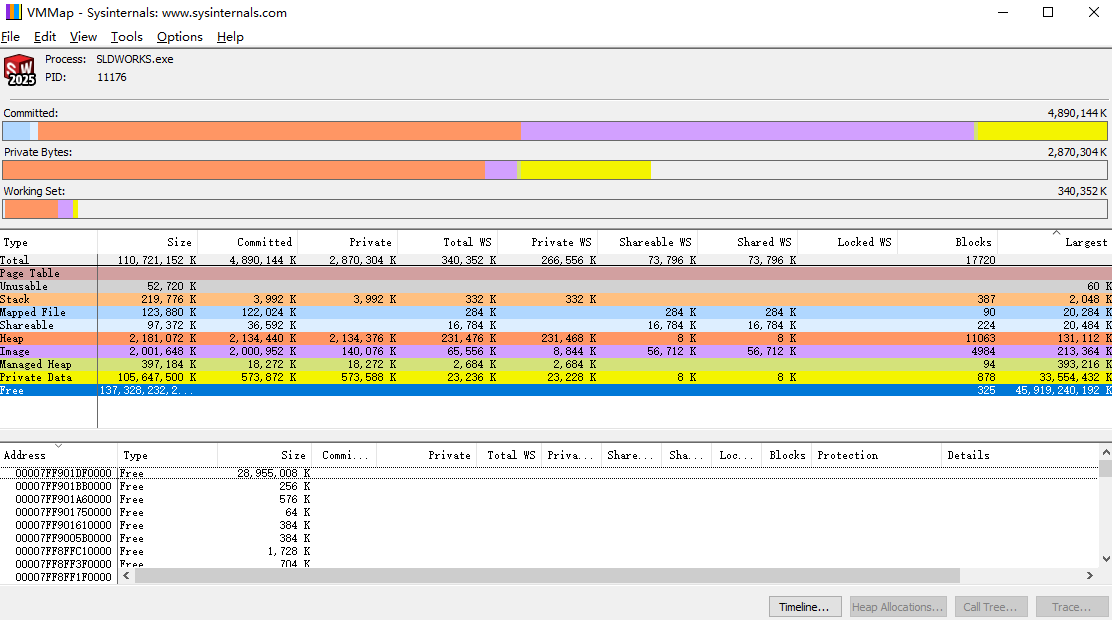 VMMap - Sysinternals: www.sysinternals.com
File Edit View Tools Options Help
SW 2025
Process: SLDWORKS.exe
PID: 11176
Committed: 4,890,144 K
Private Bytes: 2,870,304 K
Working Set: 340,352 K
Type Size Committed Private Total WS Private WS Shareable WS Shared WS Locked WS Blocks Largest
Total 110,721,152 K 4,890,144 K 2,870,304 K 340,352 K 266,556 K 73,796 K 73,796 K 17720
Page Table
Unusable 52,720 K 60 K
Stack 219,776 K 3,992 K 3,992 K 332 K 332 K 387 2,048 K
Mapped File 123,880 K 122,024 K 284 K 284 K 284 K 90 20,284 K
Shareable 97,372 K 36,592 K 16,784 K 16,784 K 16,784 K 224 20,484 K
Heap 2,181,072 K 2,134,440 K 2,134,376 K 231,476 K 231,468 K 8 K 8 K 11063 131,112 K
Image 2,001,648 K 2,000,952 K 140,076 K 65,556 K 8,844 K 56,712 K 56,712 K 4984 213,364 K
Managed Heap 397,184 K 18,272 K 18,272 K 2,684 K 2,684 K 94 393,216 K
Private Data 105,647,500 K 573,872 K 573,588 K 23,236 K 23,228 K 8 K 8 K 878 33,554,432 K
Free 137,328,232,2... 325 45,919,240,192 K
Address Type Size Commi... Private Total WS Priva... Share... Sha... Loc... Blocks Protection Details
00007FF901DF0000 Free 28,955,008 K
00007FF901BB0000 Free 256 K
00007FF901A60000 Free 576 K
00007FF901750000 Free 64 K
00007FF901610000 Free 384 K
00007FF9005B0000 Free 384 K
00007FF8FFC10000 Free 1,728 K
00007FF8FF3F0000 Free 704 K
00007FF8FF1F0000
Timeline... Heap Allocations... Call Tree... Trace...